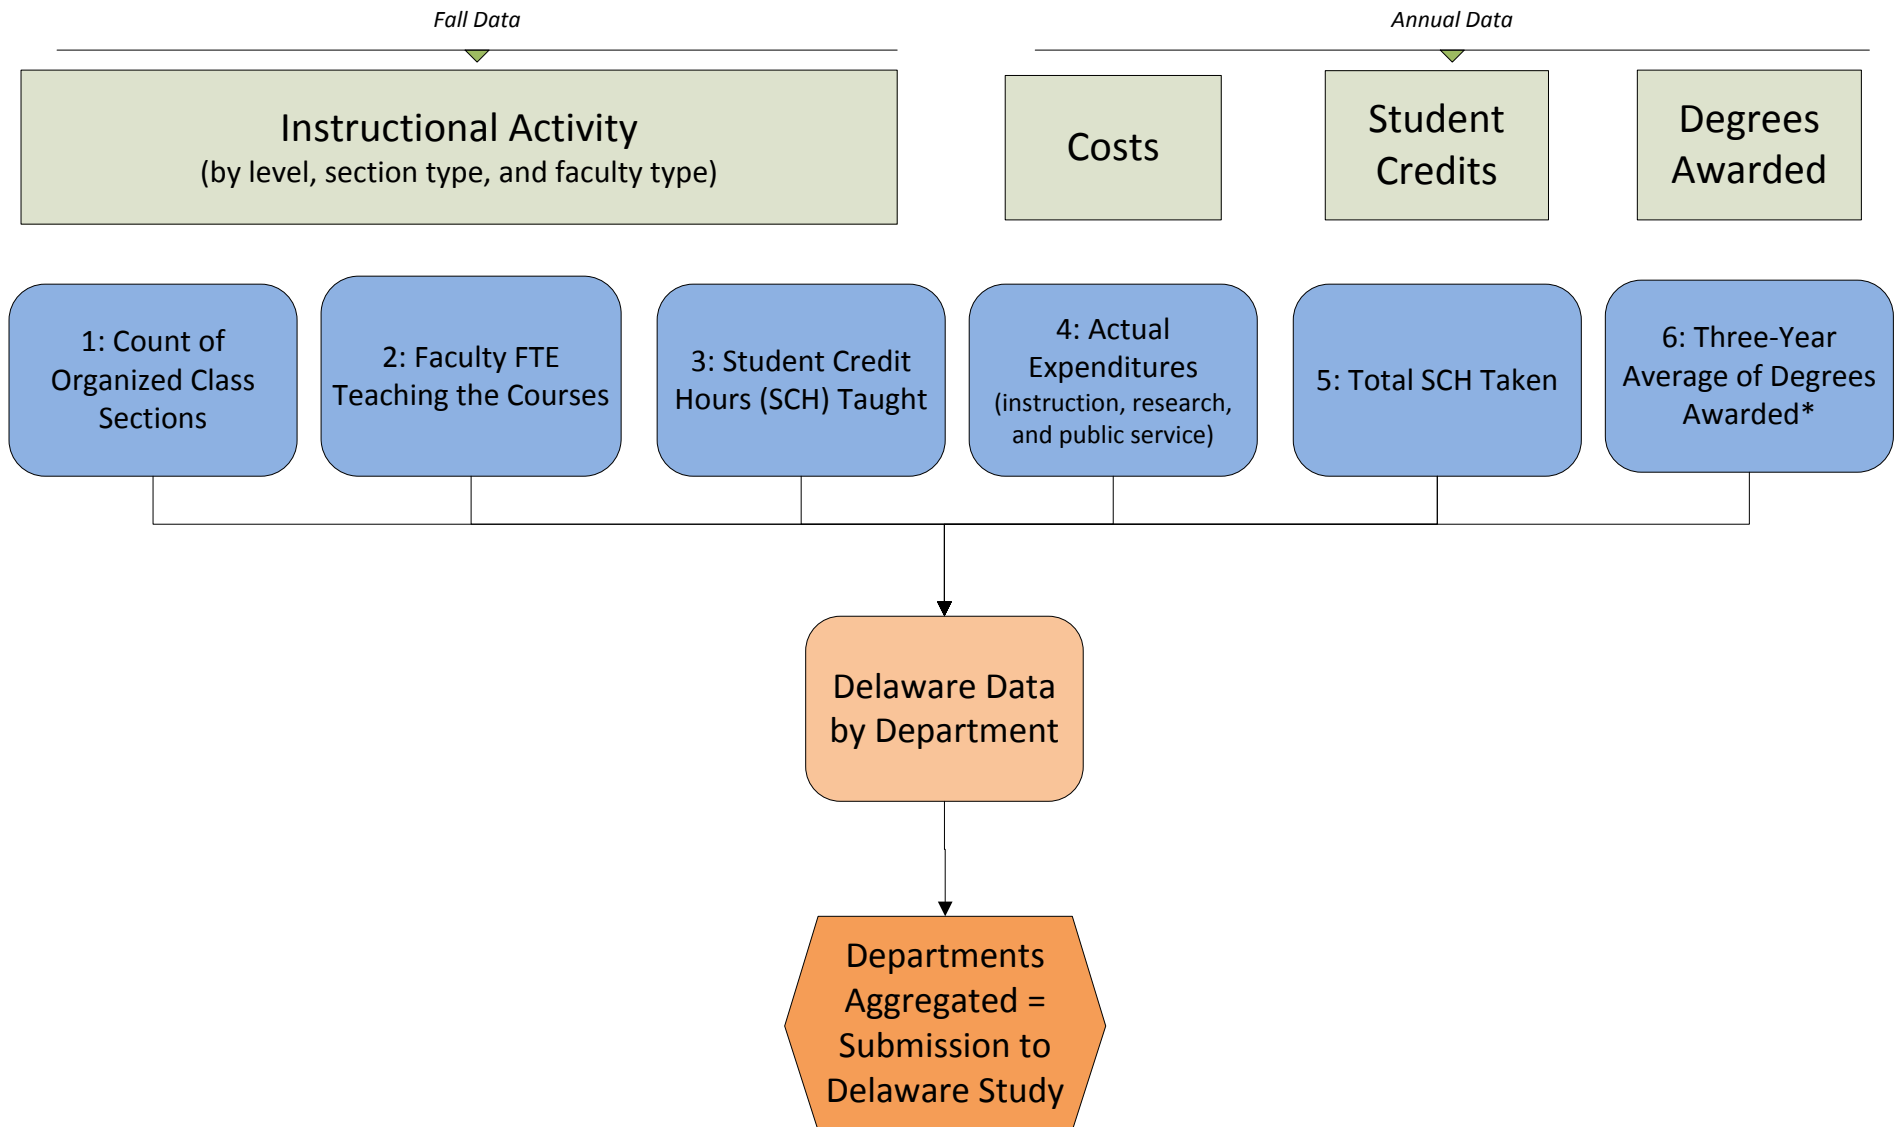 Fall Data
Annual Data
Instructional Activity
(by level, section type, and faculty type)
Costs
Student
Credits
Degrees
Awarded
1: Count of
Organized Class
Sections
2: Faculty FTE
Teaching the Courses
3: Student Credit
Hours (SCH) Taught
4: Actual
Expenditures
(instruction, research,
and public service)
5: Total SCH Taken
6: Three-Year
Average of Degrees
Awarded*
Delaware Data
by Department
Departments
Aggregated =
Submission to
Delaware Study